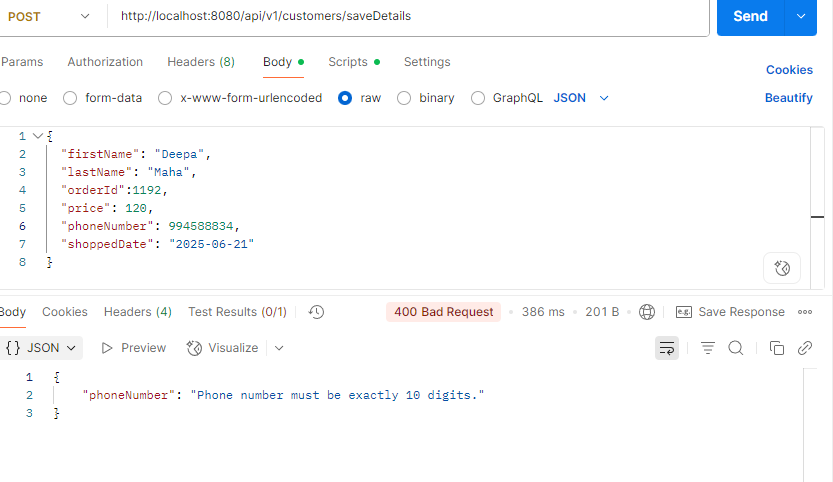 POST http://localhost:8080/api/v1/customers/saveDetails Send
Params Authorization Headers (8) Body Scripts Settings Cookies
none form-data x-www-form-urlencoded raw binary GraphQL JSON Beautify
1 {
2 "firstName": "Deepa",
3 "lastName": "Maha",
4 "orderId":1192,
5 "price": 120,
6 "phoneNumber": 994588834,
7 "shoppedDate": "2025-06-21"
8 }
Body Cookies Headers (4) Test Results (0/1) 400 Bad Request 386 ms 201 B e.g. Save Response
{} JSON Preview Visualize
1 {
2 "phoneNumber": "Phone number must be exactly 10 digits."
3 }